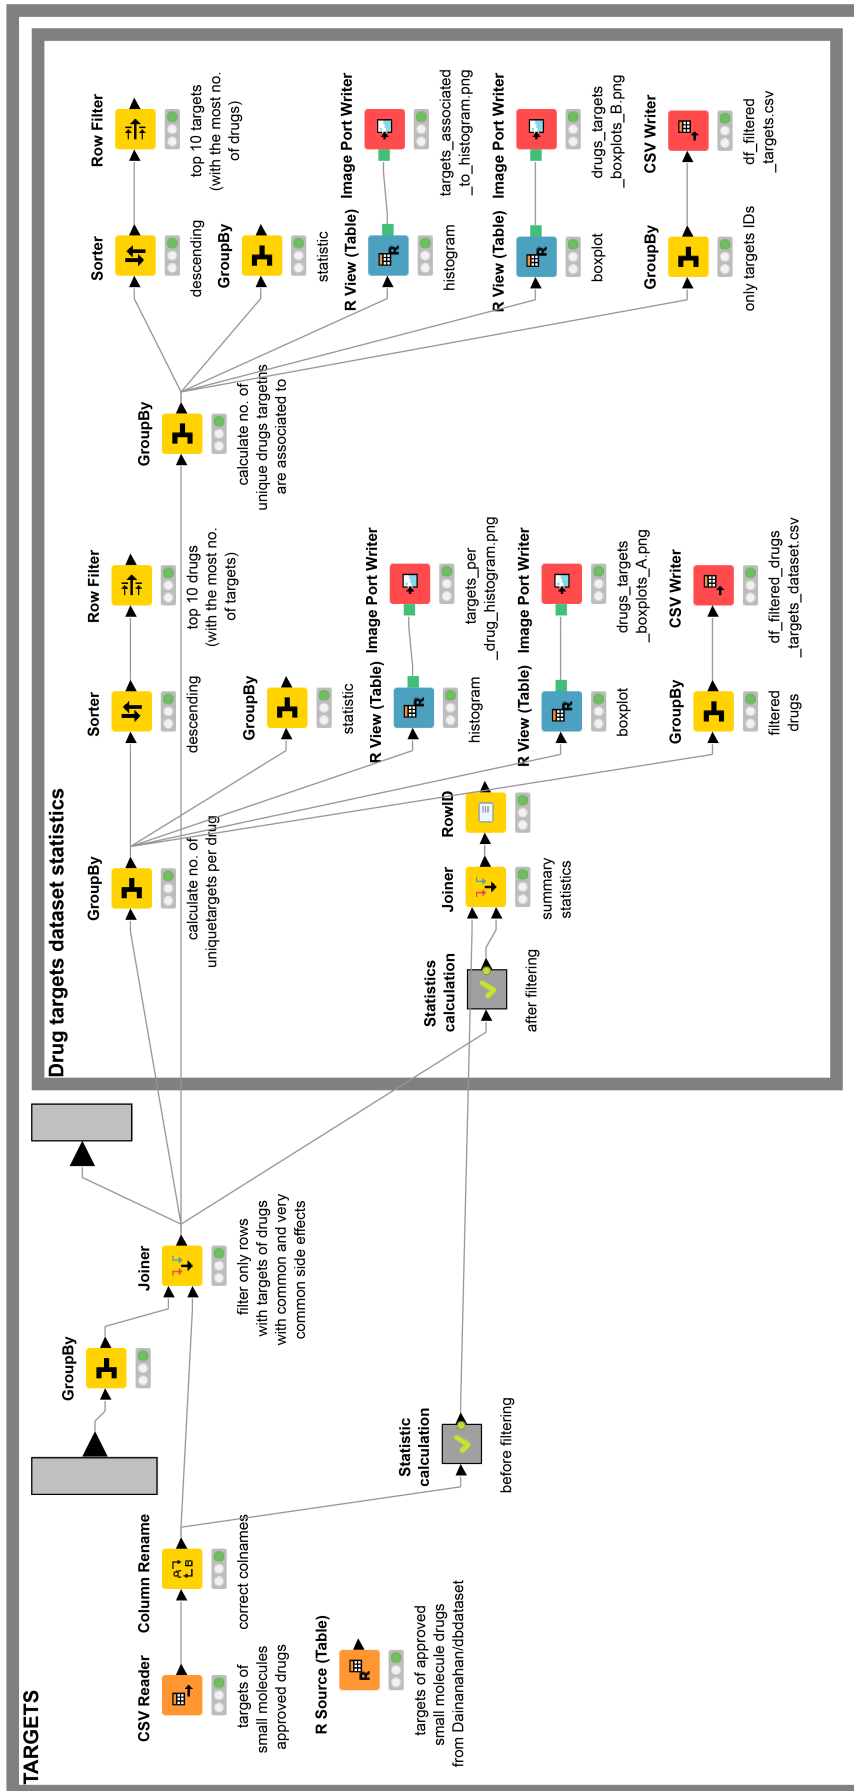 TARGETS
CSV Reader
targets of
small molecules
approved drugs
Column Rename
correct colnames
R Source (Table)
targets of approved
small molecule drugs
from Dainanahan/dbdataset
GroupBy
Joiner
filter only rows
with targets of drugs
with common and very
common side effects
Statistic
calculation
before filtering
Drug targets dataset statistics
GroupBy
calculate no. of
uniquetargets per drug
Sorter
descending
Row Filter
top 10 drugs
(with the most no.
of targets)
GroupBy
statistic
R View (Table)
histogram
Image Port Writer
targets_per
_drug_histogram.png
R View (Table)
boxplot
Image Port Writer
drugs_targets
_boxplots_A.png
GroupBy
filtered
drugs
CSV Writer
df_filtered_drugs
_targets_dataset.csv
Statistics
calculation
after filtering
Joiner
summary
statistics
RowID
GroupBy
calculate no. of
unique drugs targetns
are associated to
Sorter
descending
Row Filter
top 10 targets
(with the most no.
of drugs)
GroupBy
statistic
R View (Table)
histogram
Image Port Writer
targets_associated
_to_histogram.png
R View (Table)
boxplot
Image Port Writer
drugs_targets
_boxplots_B.png
GroupBy
only targets IDs
CSV Writer
df_filtered
_targets.csv